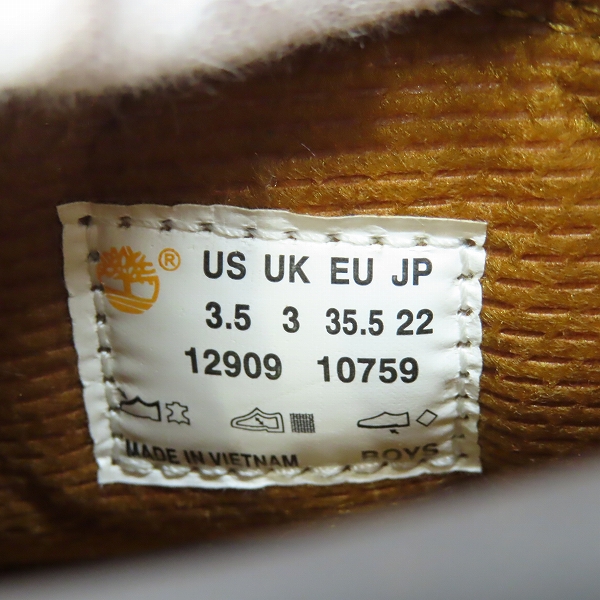 ® US UK EU JP
3.5 3 35.5 22
12909 10759
MADE IN VIETNAM BOYS